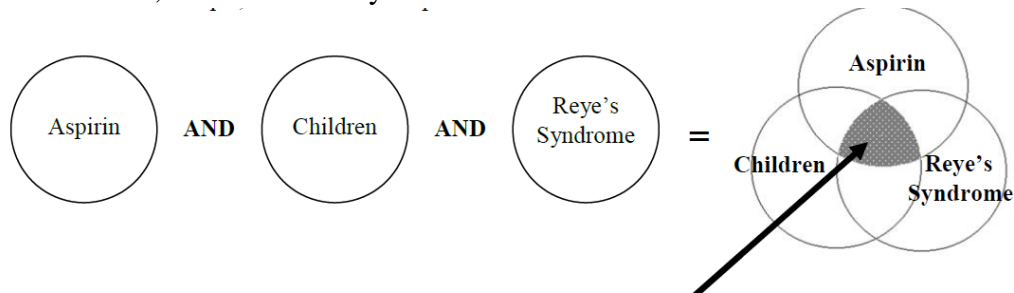 Aspirin AND Children AND Reye's
Syndrome =
Aspirin
Children Reye's
Syndrome